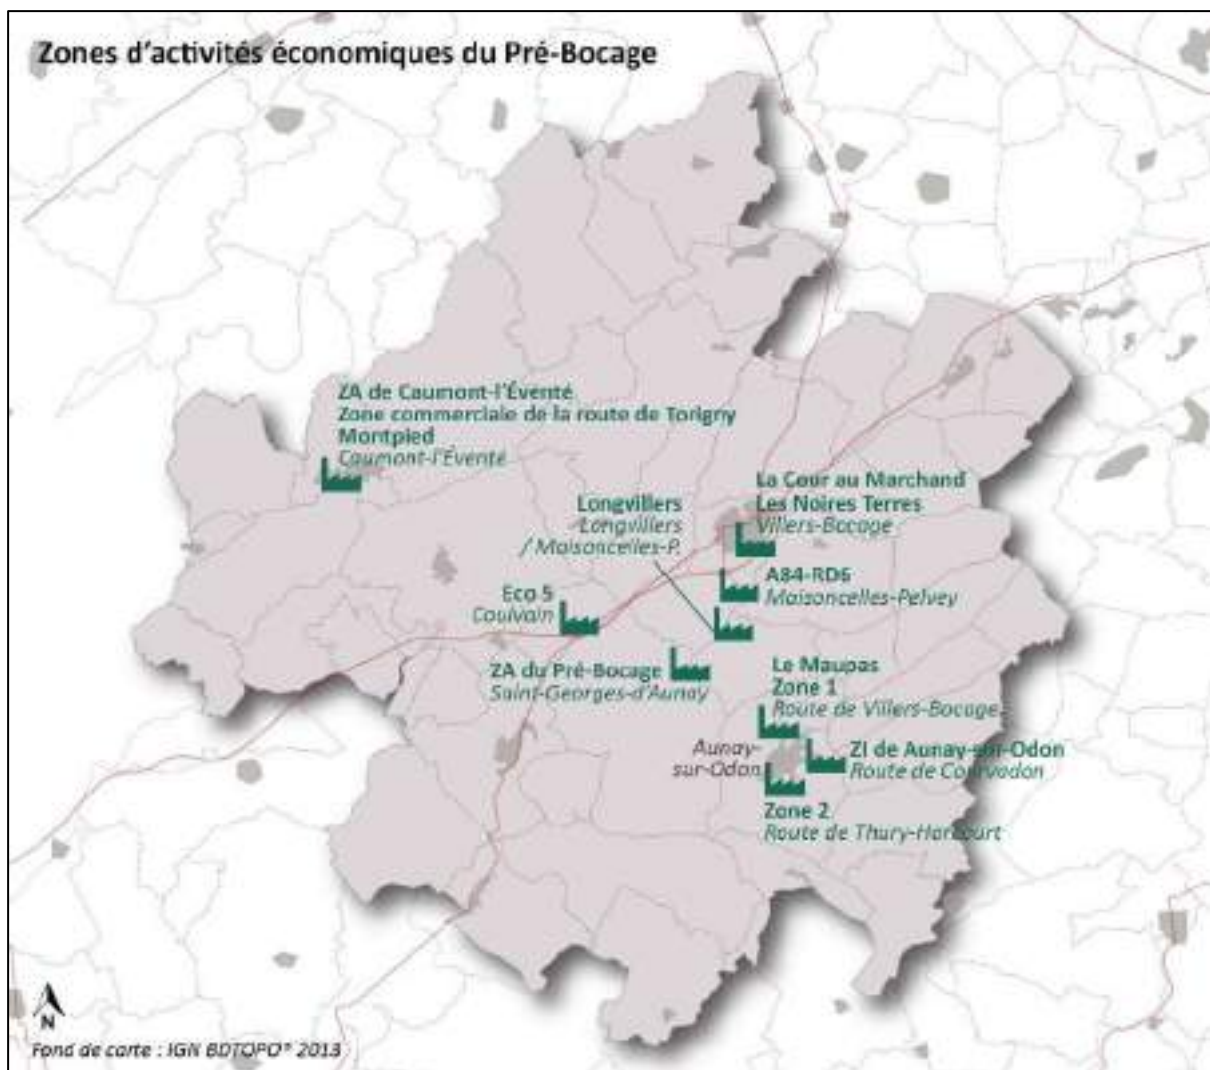 Zones d'activités économiques du Pré-Bocage
ZA de Caumont-l'Éventé
Zone commerciale de la route de Torigny
Montpied
Caumont-l'Éventé
La Cour au Marchand
Les Noires Terres
Villers-Bocage
Longvillers
Longvillers
/ Maisoncelles-P.
A84-RD6
Maisoncelles-Pelvey
Eco 5
Coulvain
ZA du Pré-Bocage
Saint-Georges-d'Aunay
Le Maupas
Zone 1
Route de Villers-Bocage
Aunay-
sur-Odon
ZI de Aunay-sur-Odon
Route de Courvodon
Zone 2
Route de Thury-Harcourt
N
Fond de carte : IGN BDTOPO® 2013